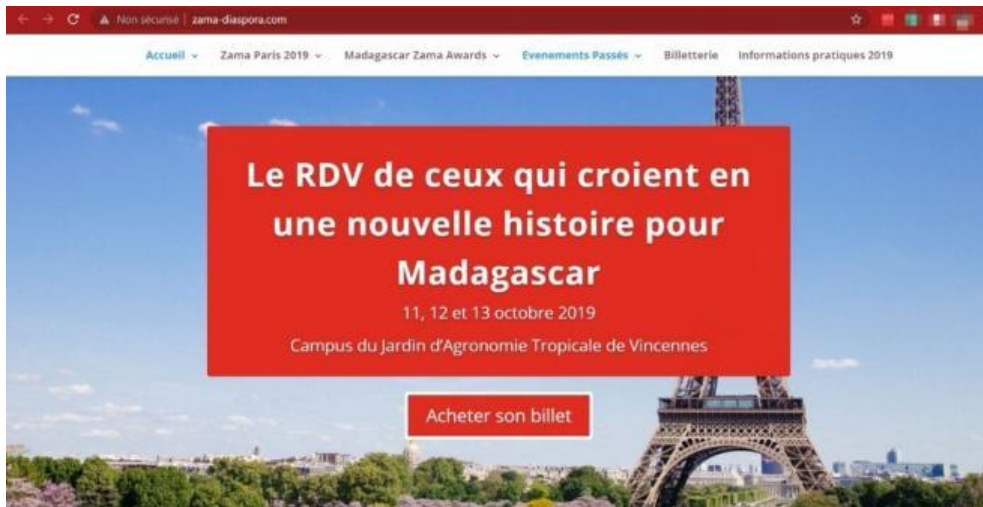 Non sécurisé | zama-diaspora.com
Accueil Zama Paris 2019 Madagascar Zama Awards Evenements Passés Billetterie Informations pratiques 2019
Le RDV de ceux qui croient en
une nouvelle histoire pour
Madagascar
11, 12 et 13 octobre 2019
Campus du Jardin d'Agronomie Tropicale de Vincennes
Acheter son billet